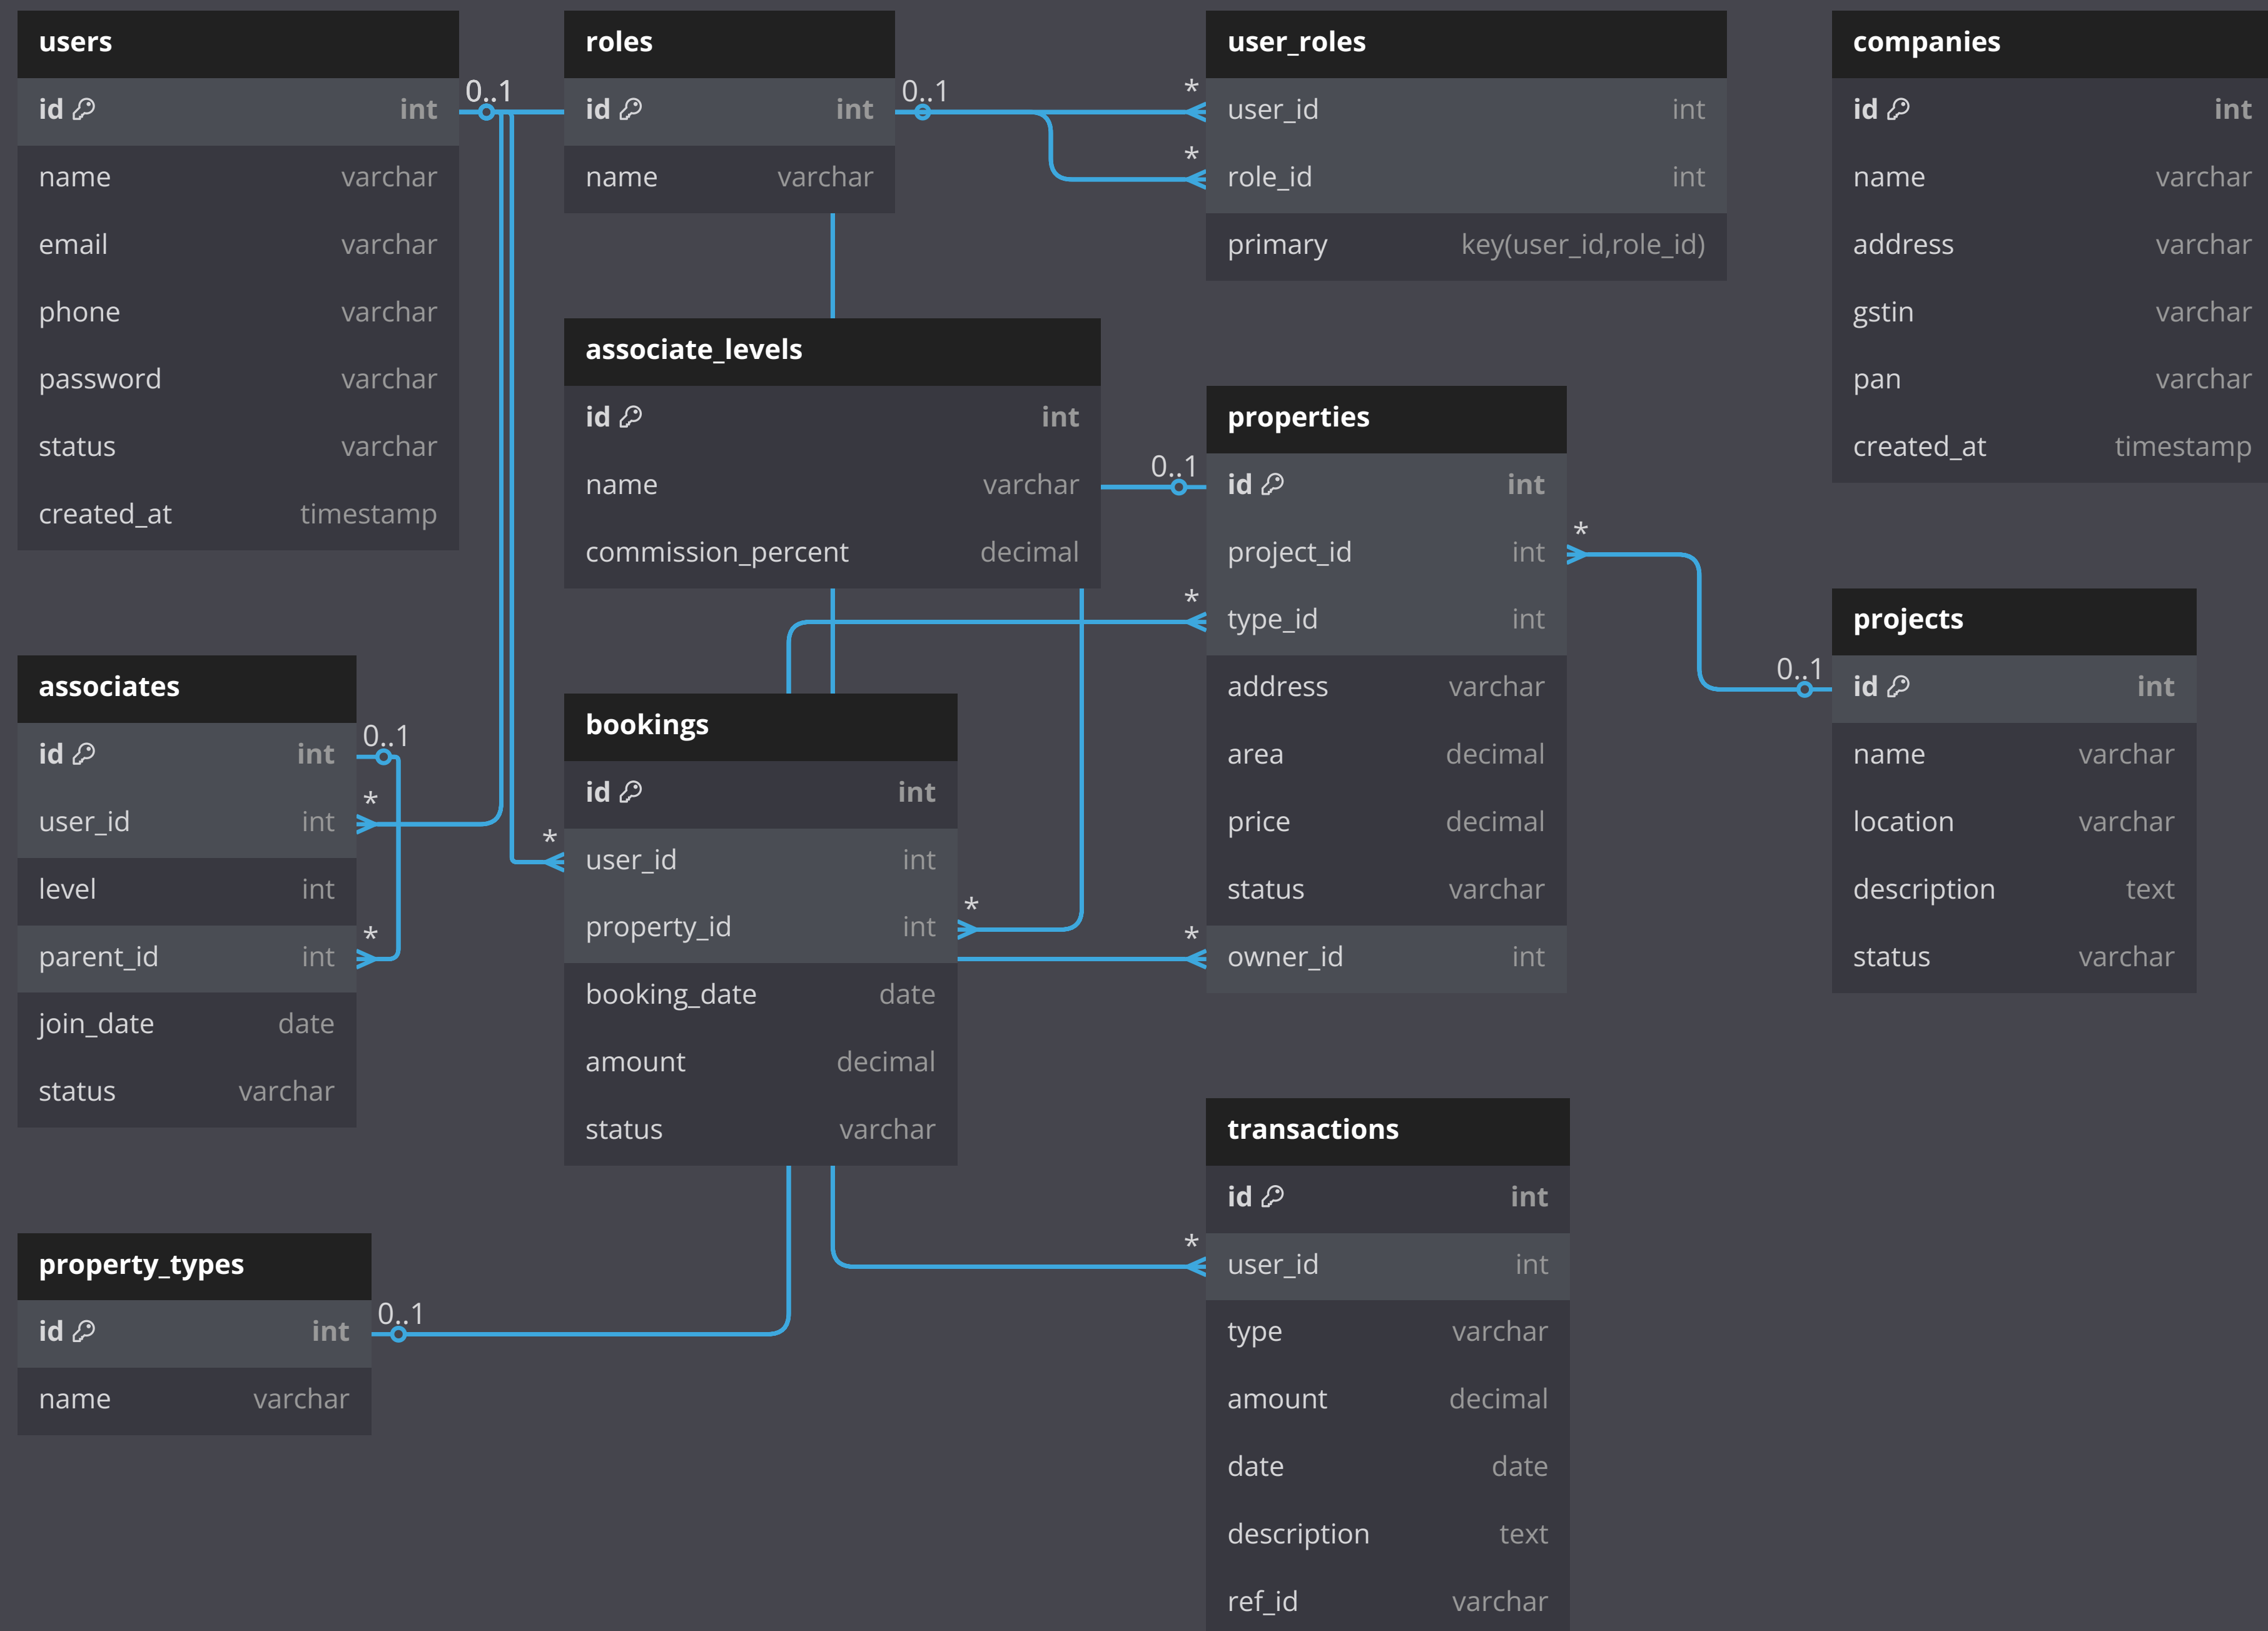 users
id int
name varchar
email varchar
phone varchar
password varchar
status varchar
created_at timestamp
0..1
roles
id int
name varchar
0..1
user_roles
* user_id int
* role_id int
primary key(user_id,role_id)
companies
id int
name varchar
address varchar
gstin varchar
pan varchar
created_at timestamp
associate_levels
id int
name varchar
commission_percent decimal
properties
0..1
id int
project_id int *
* type_id int
address varchar
area decimal
price decimal
status varchar
* owner_id int
projects
0..1
id int
name varchar
location varchar
description text
status varchar
associates
id int 0..1
user_id int *
level int
parent_id int *
join_date date
status varchar
bookings
id int
* user_id int
property_id int *
booking_date date
amount decimal
status varchar
transactions
id int
* user_id int
type varchar
amount decimal
date date
description text
ref_id varchar
property_types
id int 0..1
name varchar